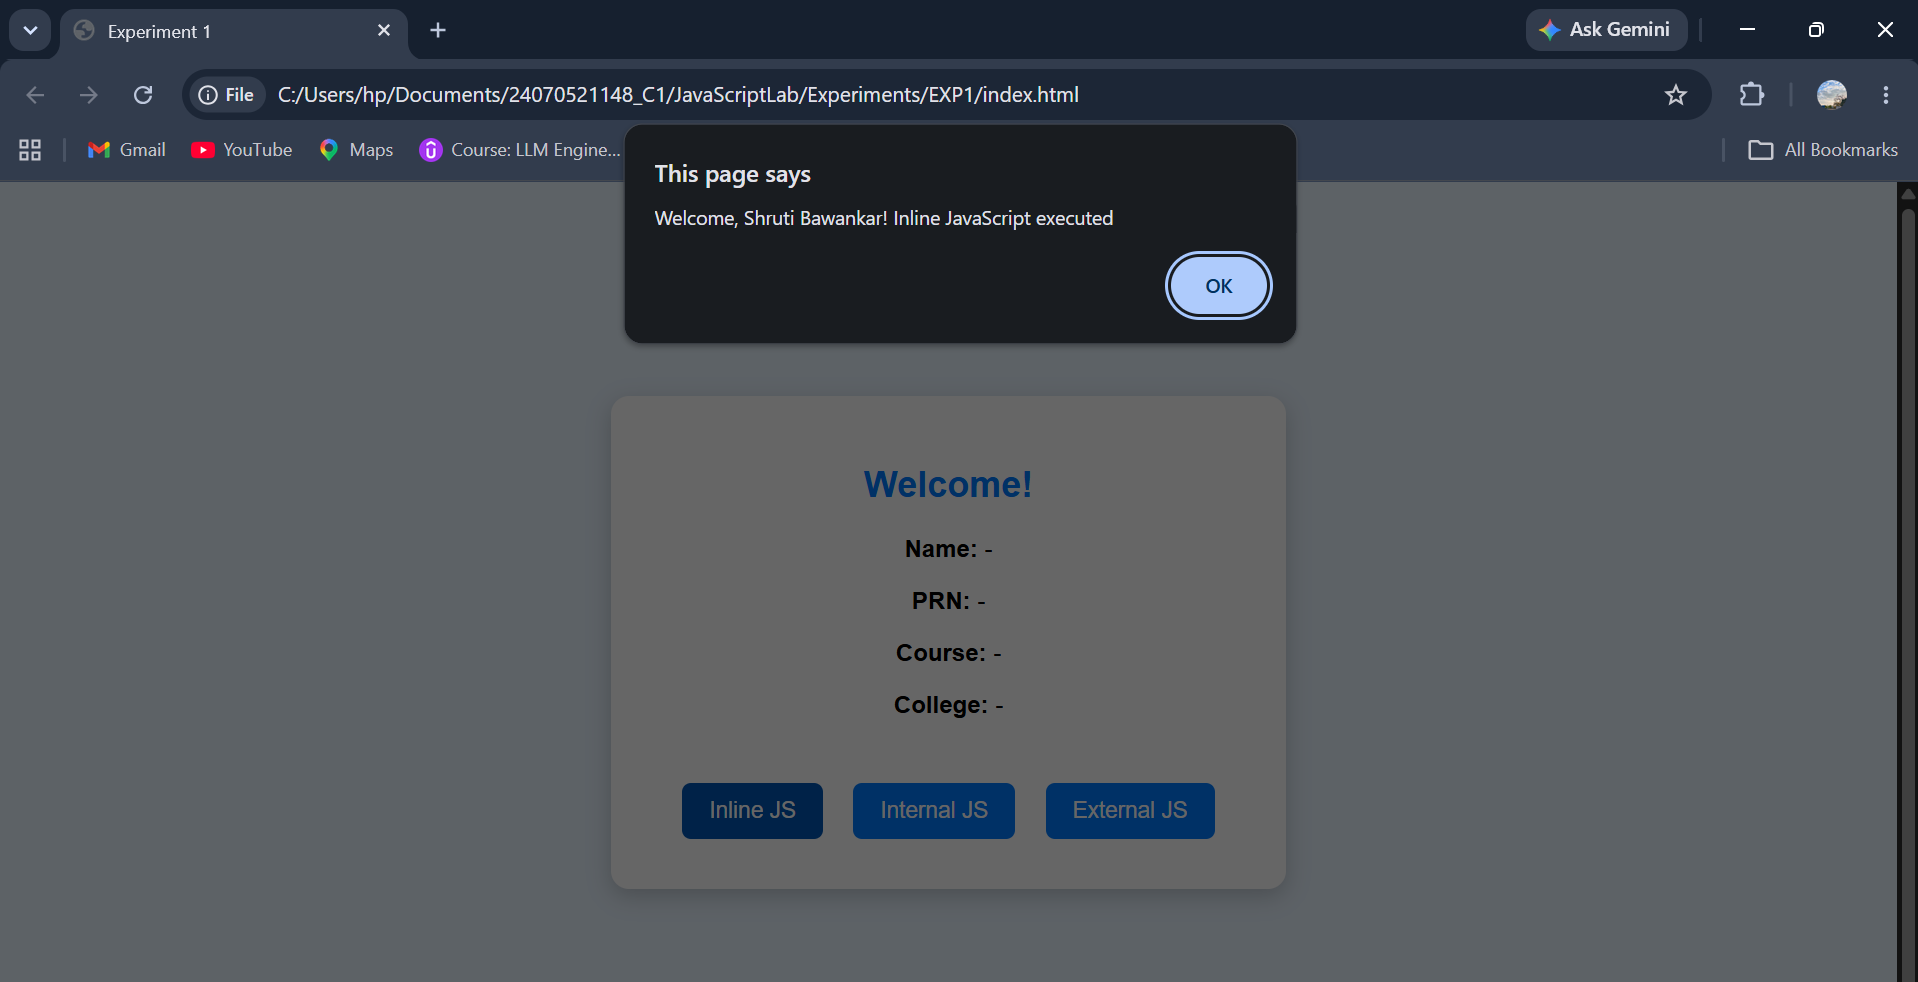 Experiment 1
Ask Gemini
File
C:/Users/hp/Documents/24070521148_C1/JavaScriptLab/Experiments/EXP1/index.html
Gmail
YouTube
Maps
Course: LLM Engine...
All Bookmarks
This page says
Welcome, Shruti Bawankar! Inline JavaScript executed
OK
Welcome!
Name: -
PRN: -
Course: -
College: -
Inline JS
Internal JS
External JS